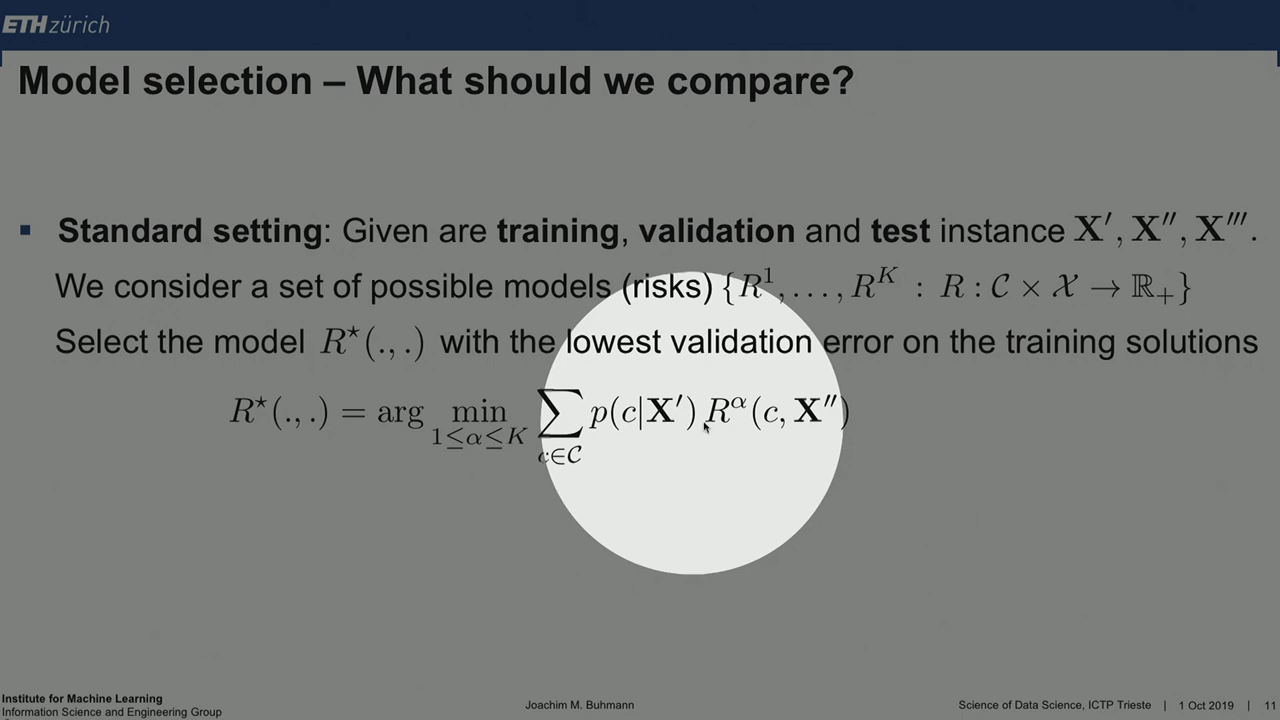 ETH zürich
Model selection – What should we compare?
▪ Standard setting: Given are training, validation and test instance X′, X″, X‴.
We consider a set of possible models (risks) {R¹, . . . , Rᴷ : R : 𝒞 × 𝒳 → ℝ₊}
Select the model R⋆(., .) with the lowest validation error on the training solutions
R⋆(., .) = arg min_{1≤α≤K} ∑_{c∈𝒞} p(c|X′) R^α(c, X″)
Institute for Machine Learning
Information Science and Engineering Group
Joachim M. Buhmann
Science of Data Science, ICTP Trieste | 1 Oct 2019 | 11